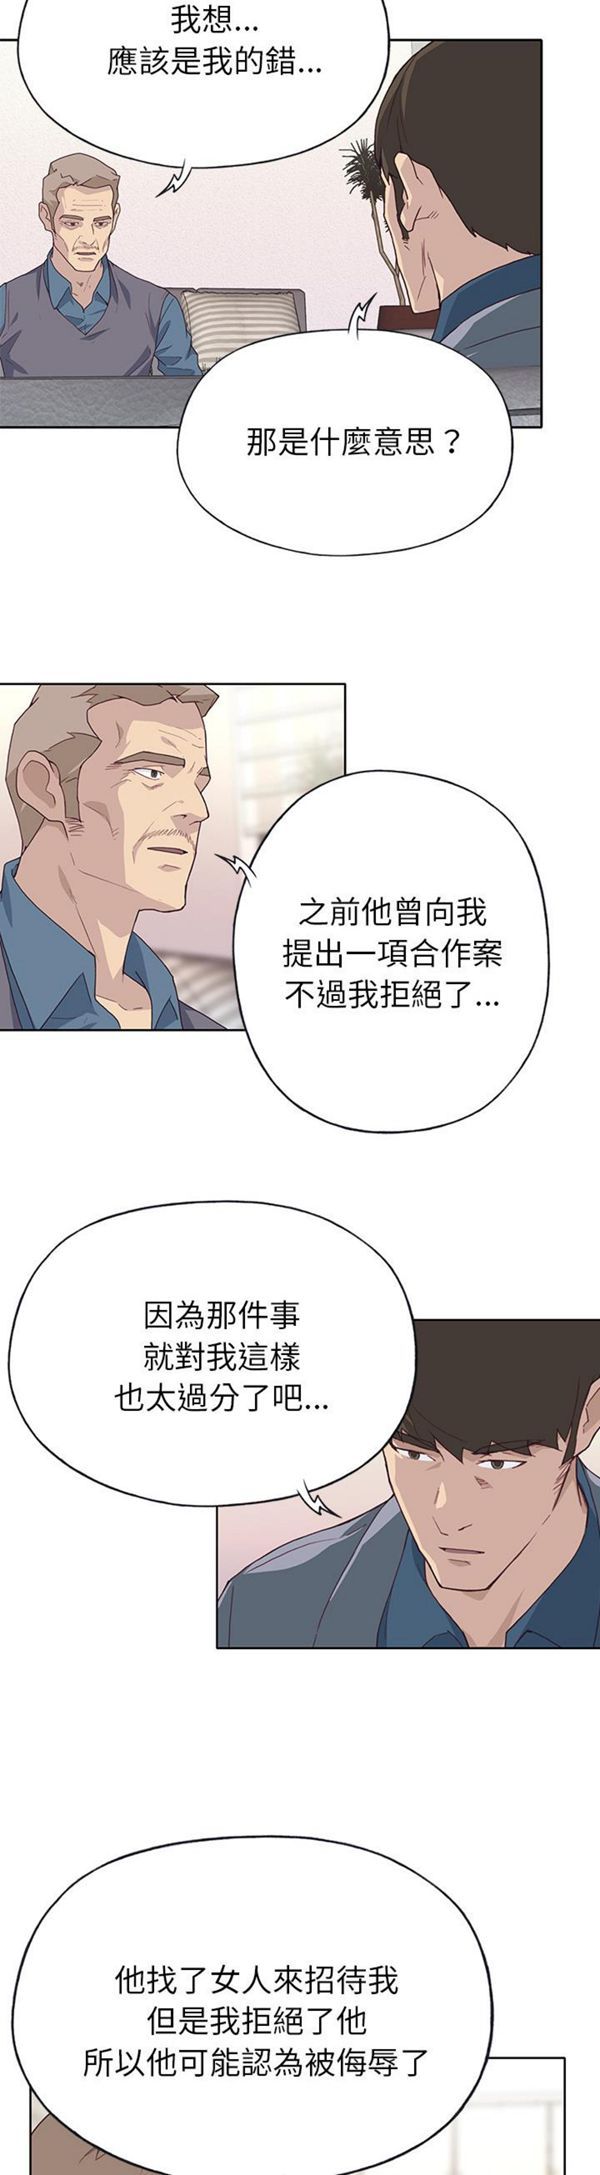 我想...
應該是我的錯...
那是什麼意思？
之前他曾向我
提出一項合作案
不過我拒絕了...
因為那件事
就對我這樣
也太過分了吧...
他找了女人來招待我
但是我拒絕了他
所以他可能認為被侮辱了